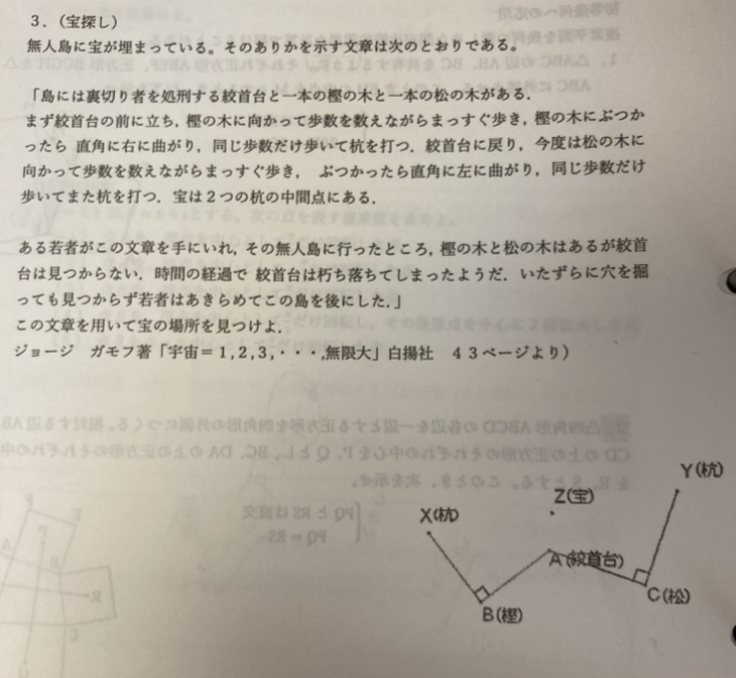 3．（宝探し）
無人島に宝が埋まっている。そのありかを示す文章は次のとおりである。
「島には裏切り者を処刑する絞首台と一本の樫の木と一本の松の木がある．
まず絞首台の前に立ち，樫の木に向かって歩数を数えながらまっすぐ歩き，樫の木にぶつか
ったら 直角に右に曲がり，同じ歩数だけ歩いて杭を打つ．絞首台に戻り，今度は松の木に
向かって歩数を数えながらまっすぐ歩き， ぶつかったら直角に左に曲がり，同じ歩数だけ
歩いてまた杭を打つ．宝は２つの杭の中間点にある．
ある若者がこの文章を手にいれ，その無人島に行ったところ，樫の木と松の木はあるが絞首
台は見つからない．時間の経過で 絞首台は朽ち落ちてしまったようだ．いたずらに穴を掘
っても見つからず若者はあきらめてこの島を後にした．」
この文章を用いて宝の場所を見つけよ．
ジョージ ガモフ著「宇宙＝１,２,３,・・・,無限大」白揚社 ４３ページより）
Y(杭)
Z(宝)
X(杭)
A(絞首台)
C(松)
B(樫)